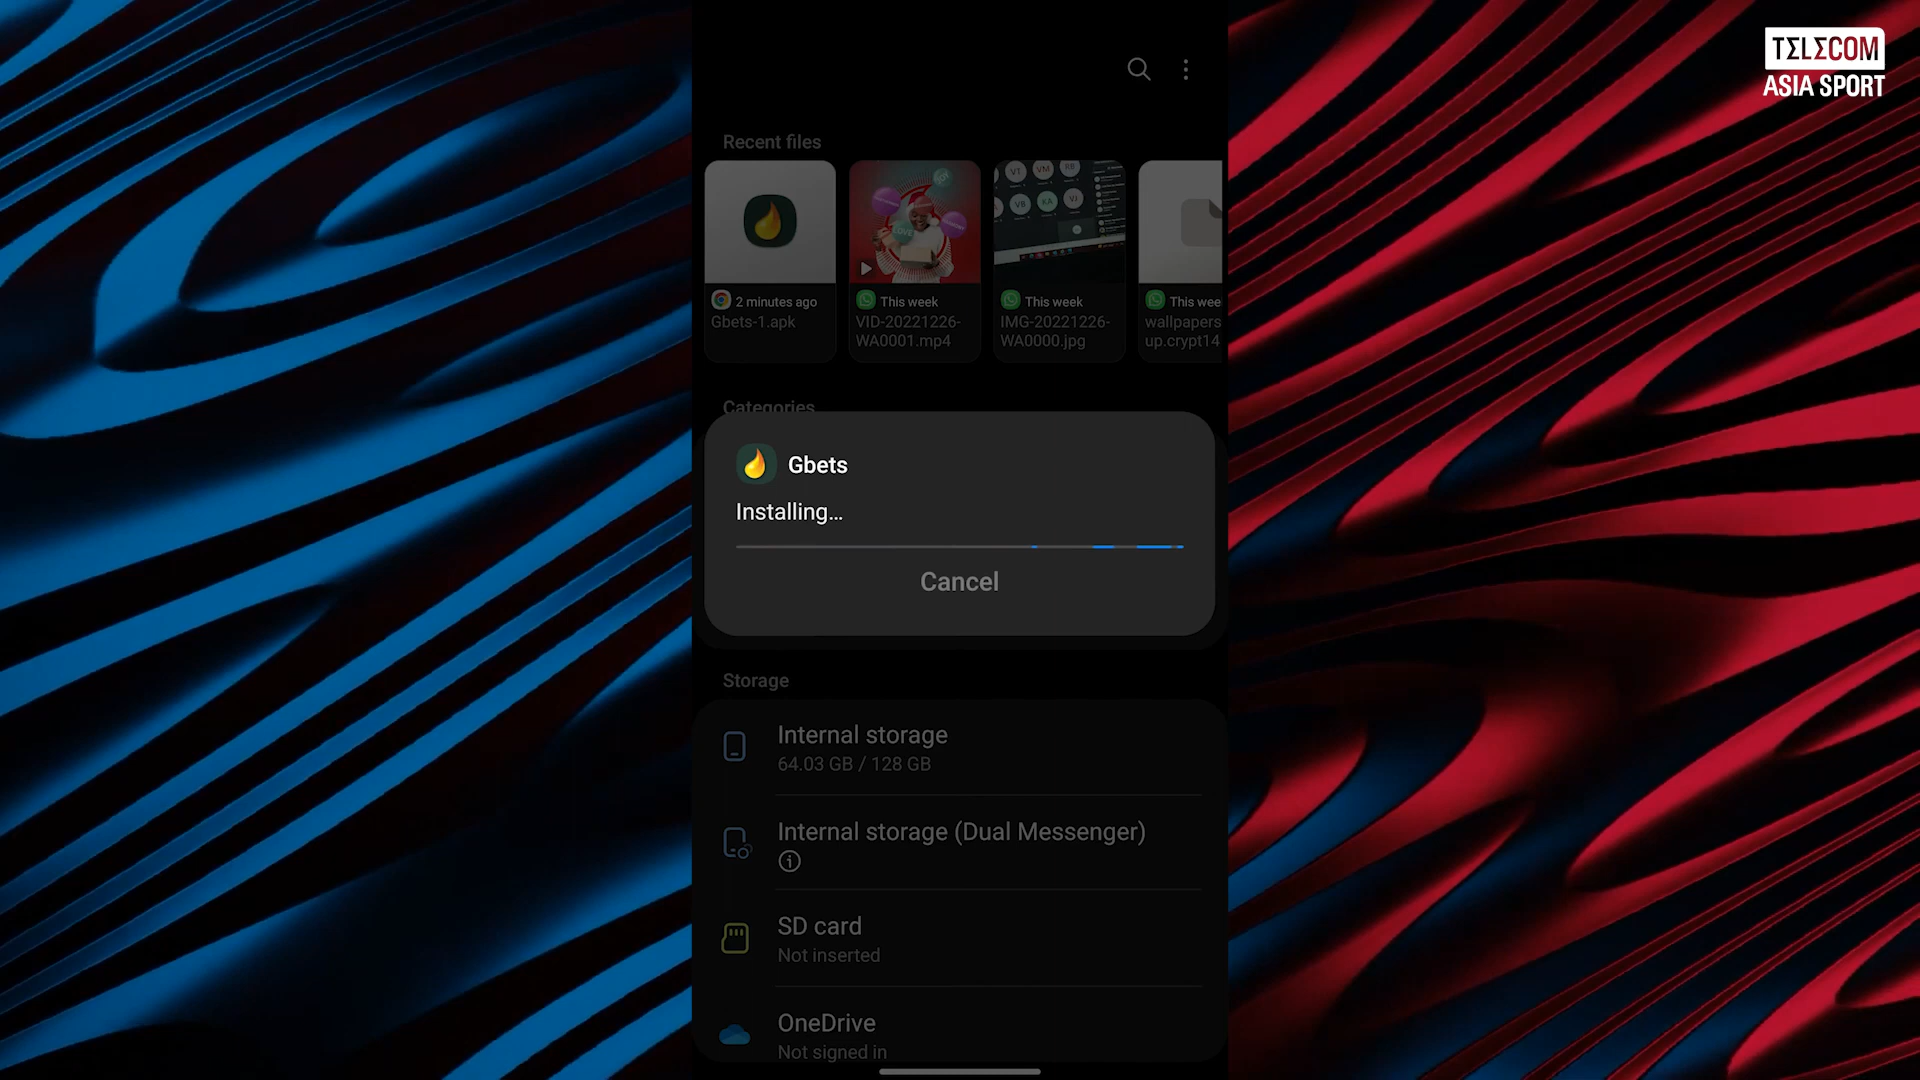 TΣLΣCOM
ASIA SPORT
Recent files
2 minutes ago
Gbets-1.apk
This week
VID-20221226-
WA0001.mp4
This week
IMG-20221226-
WA0000.jpg
This wee
wallpapers
up.crypt14
Categories
Gbets
Installing...
Cancel
Storage
Internal storage
64.03 GB / 128 GB
Internal storage (Dual Messenger)
SD card
Not inserted
OneDrive
Not signed in